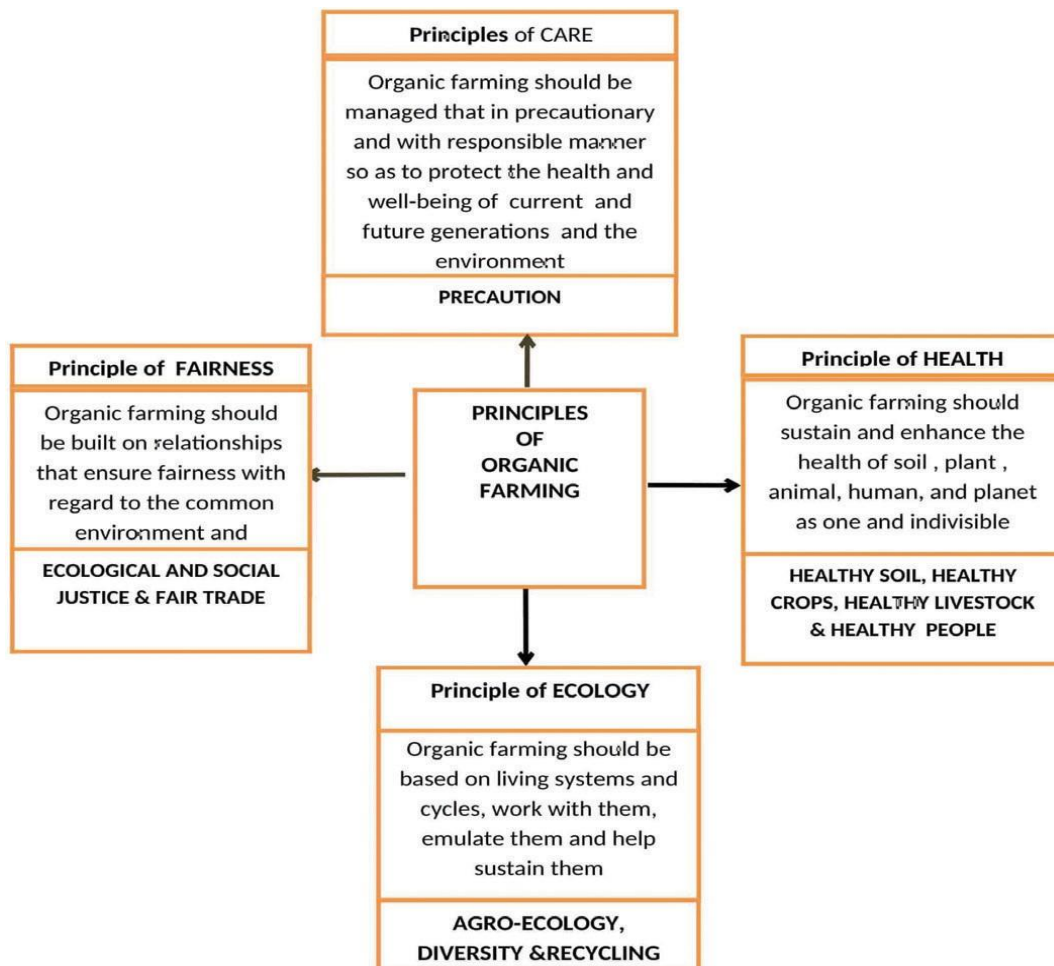 Principles of CARE
Organic farming should be
managed that in precautionary
and with responsible manner
so as to protect the health and
well-being of current and
future generations and the
environment
PRECAUTION
Principle of FAIRNESS
Organic farming should
be built on relationships
that ensure fairness with
regard to the common
environment and
ECOLOGICAL AND SOCIAL
JUSTICE & FAIR TRADE
PRINCIPLES
OF
ORGANIC
FARMING
Principle of HEALTH
Organic farming should
sustain and enhance the
health of soil , plant ,
animal, human, and planet
as one and indivisible
HEALTHY SOIL, HEALTHY
CROPS, HEALTHY LIVESTOCK
& HEALTHY PEOPLE
Principle of ECOLOGY
Organic farming should be
based on living systems and
cycles, work with them,
emulate them and help
sustain them
AGRO-ECOLOGY,
DIVERSITY &RECYCLING